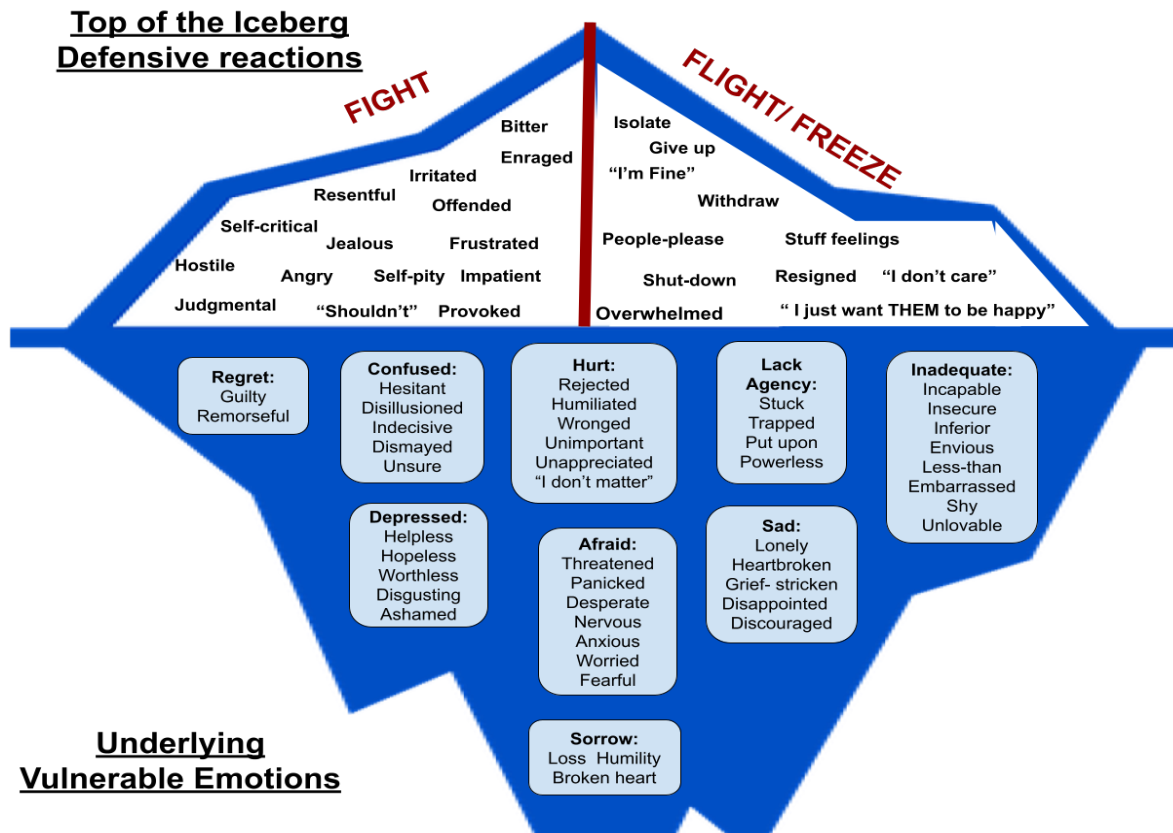 Top of the Iceberg
Defensive reactions
FIGHT
FLIGHT/ FREEZE
Bitter
Enraged
Irritated
Resentful
Offended
Self-critical
Jealous
Frustrated
Hostile
Angry
Self-pity
Impatient
Judgmental
“Shouldn’t”
Provoked
Isolate
Give up
“I’m Fine”
Withdraw
People-please
Stuff feelings
Shut-down
Resigned
“I don’t care”
Overwhelmed
“ I just want THEM to be happy”
Regret:
Guilty
Remorseful
Confused:
Hesitant
Disillusioned
Indecisive
Dismayed
Unsure
Hurt:
Rejected
Humiliated
Wronged
Unimportant
Unappreciated
“I don’t matter”
Lack
Agency:
Stuck
Trapped
Put upon
Powerless
Inadequate:
Incapable
Insecure
Inferior
Envious
Less-than
Embarrassed
Shy
Unlovable
Depressed:
Helpless
Hopeless
Worthless
Disgusting
Ashamed
Afraid:
Threatened
Panicked
Desperate
Nervous
Anxious
Worried
Fearful
Sad:
Lonely
Heartbroken
Grief- stricken
Disappointed
Discouraged
Sorrow:
Loss Humility
Broken heart
Underlying
Vulnerable Emotions